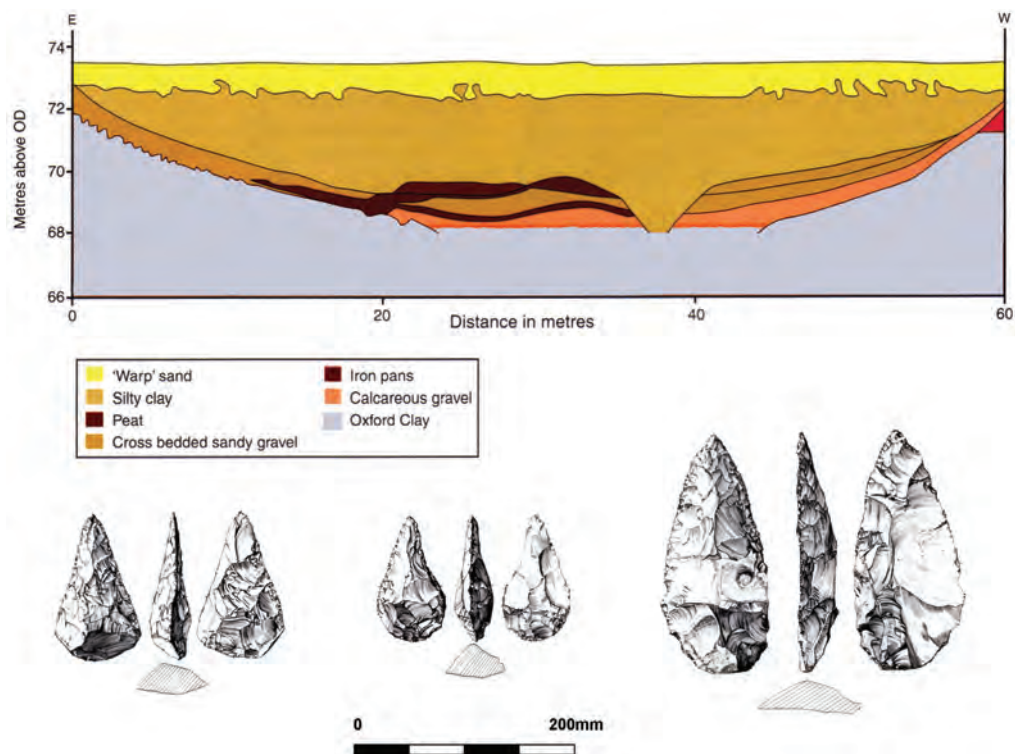 E
W
74
72
70
68
66
Metres above OD
0
20
40
60
Distance in metres
'Warp' sand
Silty clay
Peat
Cross bedded sandy gravel
Iron pans
Calcareous gravel
Oxford Clay
0
200mm